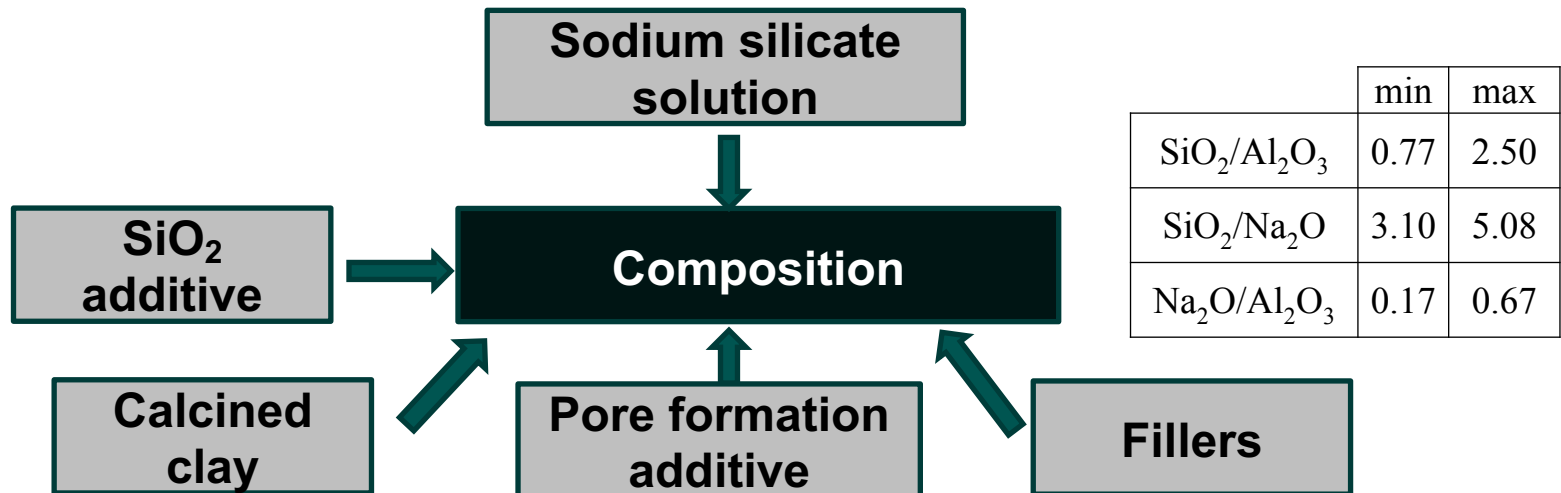 Sodium silicate
solution
min max
SiO₂/Al₂O₃ 0.77 2.50
SiO₂/Na₂O 3.10 5.08
Na₂O/Al₂O₃ 0.17 0.67
SiO₂
additive
Composition
Calcined
clay
Pore formation
additive
Fillers